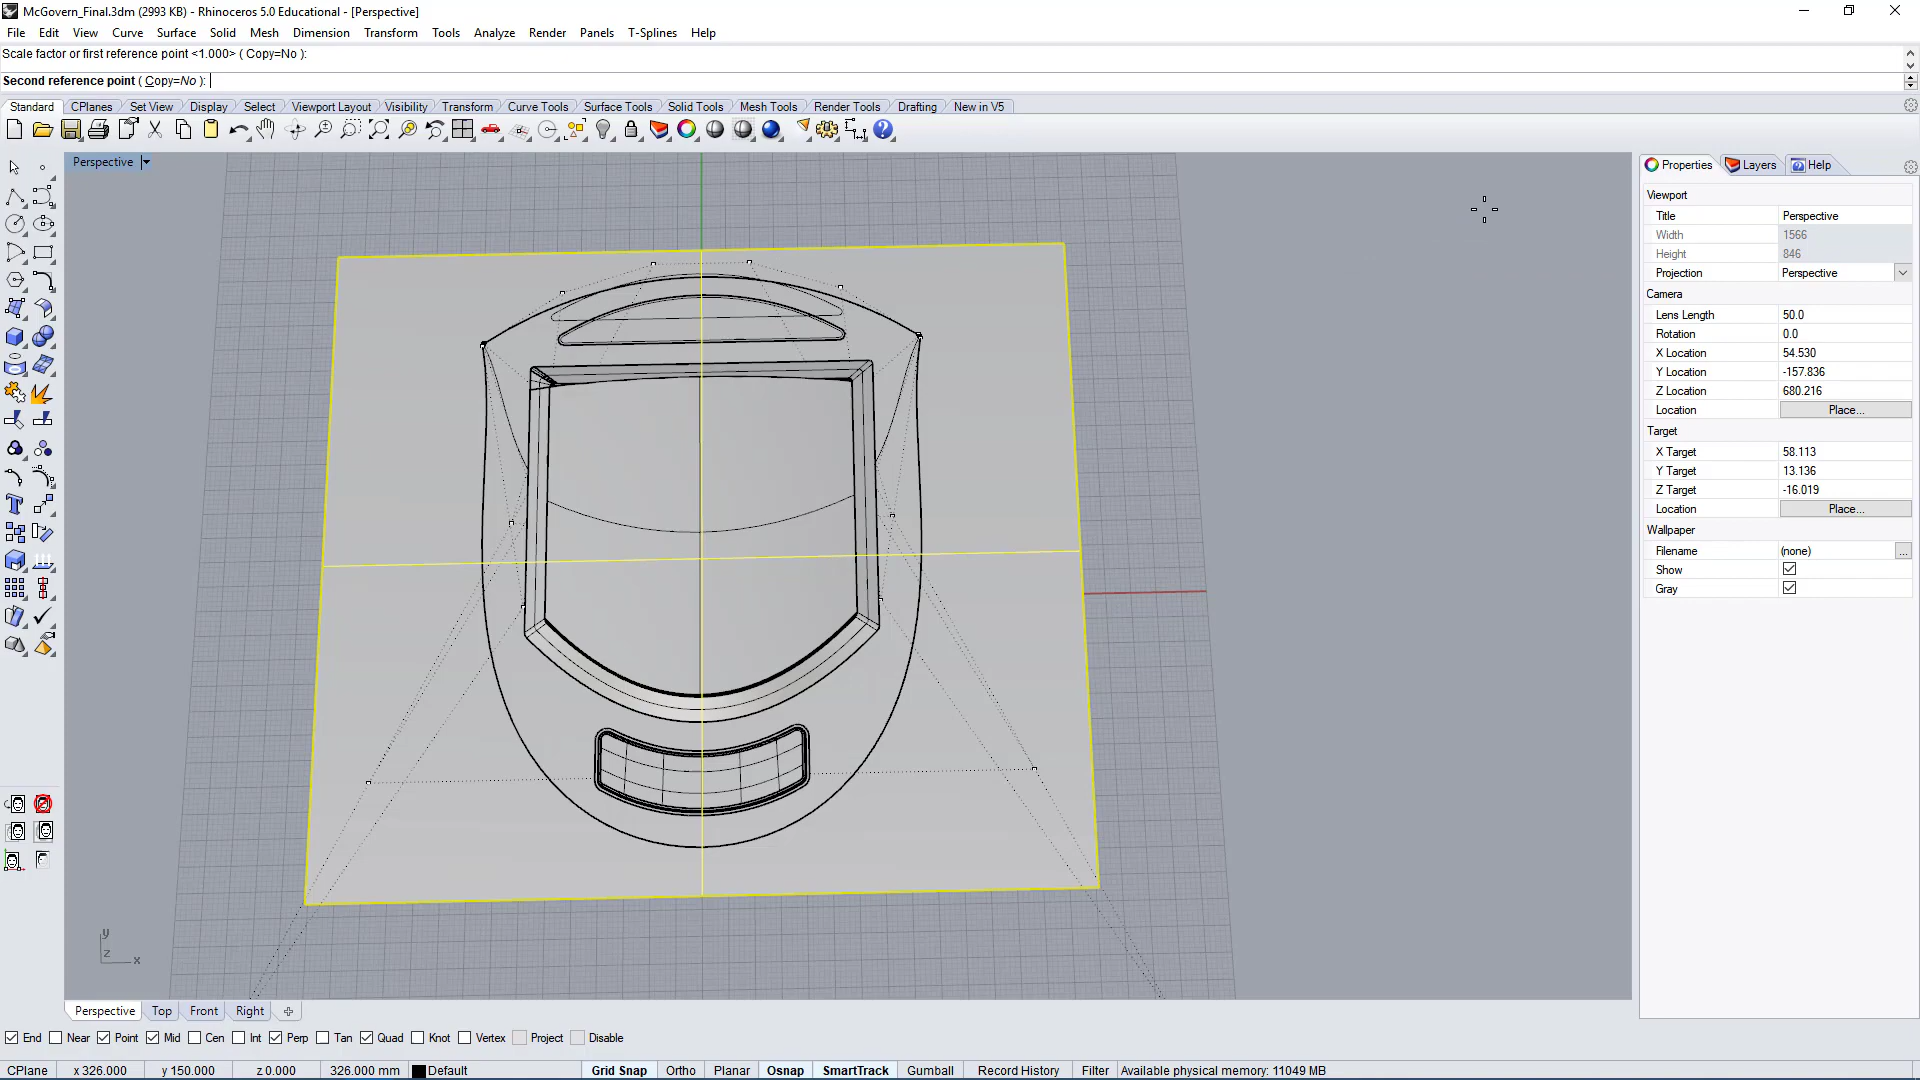 McGovern_Final.3dm (2993 KB) - Rhinoceros 5.0 Educational - [Perspective]
File Edit View Curve Surface Solid Mesh Dimension Transform Tools Analyze Render Panels T-Splines Help
Scale factor or first reference point <1.000> ( Copy=No ):
Second reference point ( Copy=No ):
Standard CPlanes Set View Display Select Viewport Layout Visibility Transform Curve Tools Surface Tools Solid Tools Mesh Tools Render Tools Drafting New in V5
Perspective
Properties Layers Help
Viewport
Title Perspective
Width 1566
Height 846
Projection Perspective
Camera
Lens Length 50.0
Rotation 0.0
X Location 54.530
Y Location -157.836
Z Location 680.216
Location Place...
Target
X Target 58.113
Y Target 13.136
Z Target -16.019
Location Place...
Wallpaper
Filename (none) ...
Show
Gray
y
z x
Perspective Top Front Right
End Near Point Mid Cen Int Perp Tan Quad Knot Vertex Project Disable
CPlane x 326.000 y 150.000 z 0.000 326.000 mm Default Grid Snap Ortho Planar Osnap SmartTrack Gumball Record History Filter Available physical memory: 11049 MB